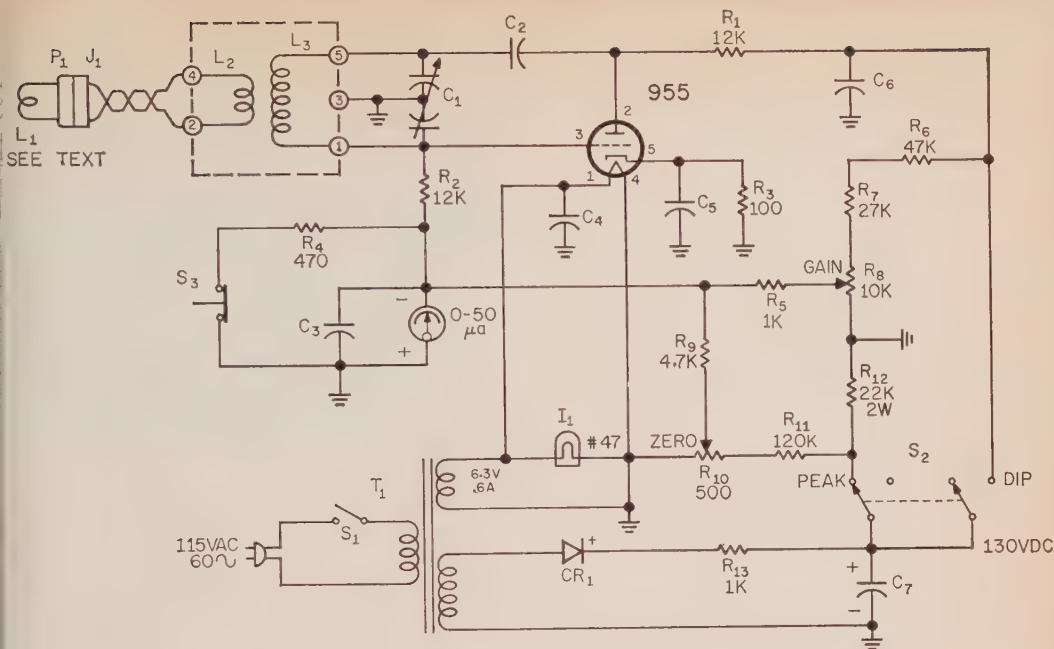 P1 J1
L1
SEE TEXT
L2
L3
4
2
5
3
1
C1
C2
R1
12K
955
2
3
5
1
4
C6
R6
47K
R2
12K
C4
C5
R3
100
R7
27K
R4
470
S3
C3
-
+
0-50
μa
GAIN
R8
10K
R5
1K
R9
4.7K
R12
22K
2W
I1
#47
ZERO
R10
500
R11
120K
S2
PEAK
DIP
6.3V
.6A
T1
115VAC
60~
S1
CR1
+
R13
1K
130VDC
+
C7
-